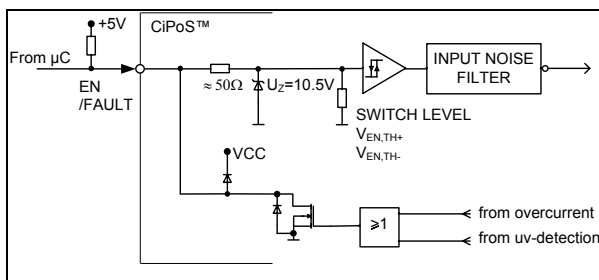 +5V
CiPoS™
From µC
EN
/FAULT
≈50Ω
UZ=10.5V
INPUT NOISE
FILTER
SWITCH LEVEL
VEN,TH+
VEN,TH-
VCC
≥1
from overcurrent
from uv-detection